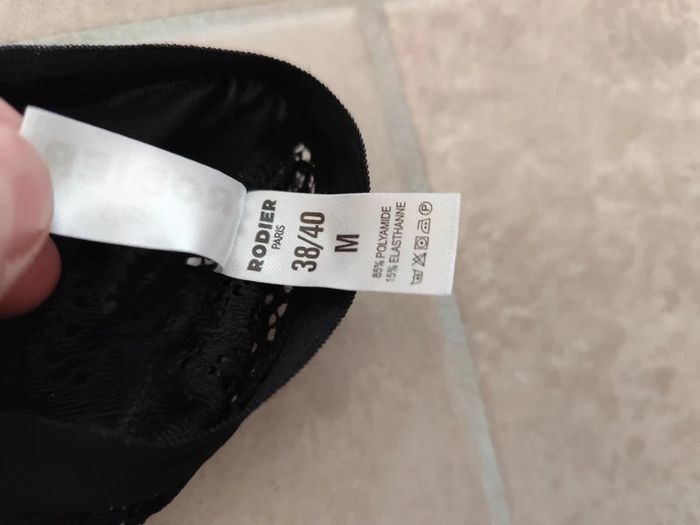 RODIER
PARIS
38/40
M
85% POLYAMIDE
15% ELASTHANNE
P